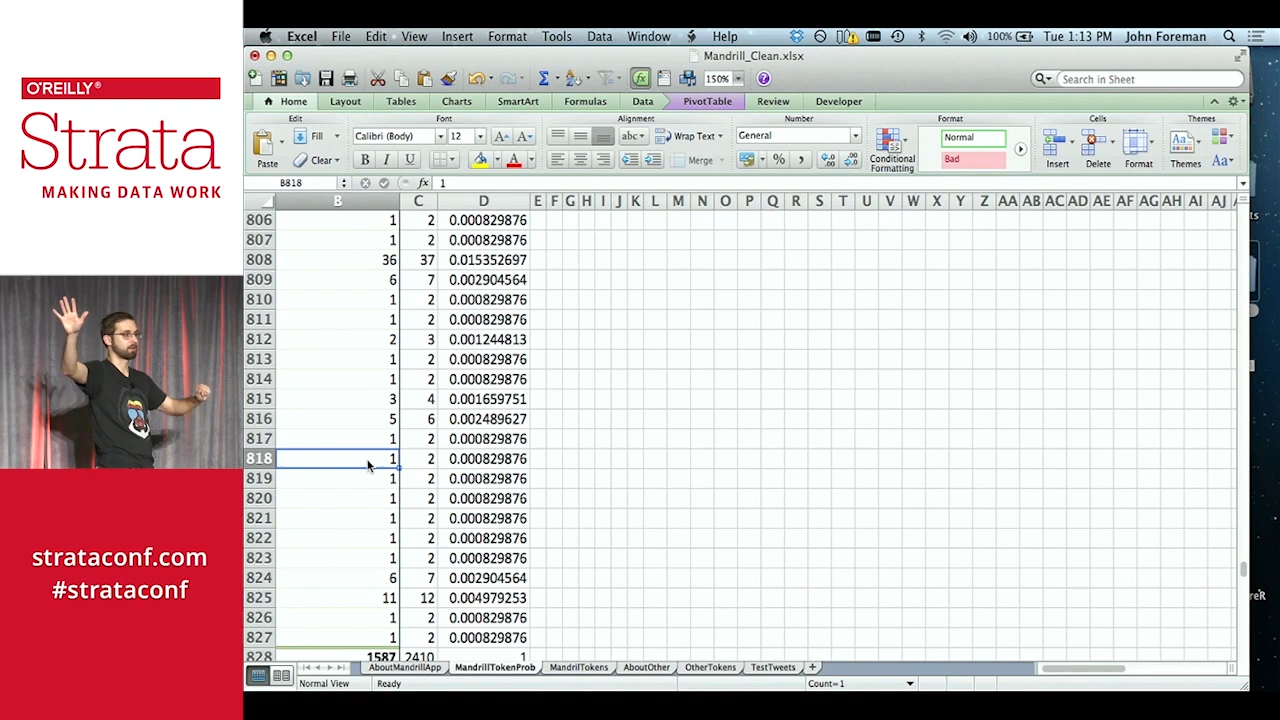 O'REILLY®
Strata
MAKING DATA WORK
strataconf.com
#strataconf
Excel File Edit View Insert Format Tools Data Window Help 100% Tue 1:13 PM John Foreman
Mandrill_Clean.xlsx
150% Search in Sheet
Home Layout Tables Charts SmartArt Formulas Data PivotTable Review Developer
Edit Font Alignment Number Format Cells Themes
Paste Fill Clear Calibri (Body) 12 B I U A abc Wrap Text Merge General % Conditional Formatting Normal Bad Insert Delete Format Themes Aa
B818 fx 1
B C D E F G H I J K L M N O P Q R S T U V W X Y Z AA AB AC AD AE AF AG AH AI AJ
806 1 2 0.000829876
807 1 2 0.000829876
808 36 37 0.015352697
809 6 7 0.002904564
810 1 2 0.000829876
811 1 2 0.000829876
812 2 3 0.001244813
813 1 2 0.000829876
814 1 2 0.000829876
815 3 4 0.001659751
816 5 6 0.002489627
817 1 2 0.000829876
818 1 2 0.000829876
819 1 2 0.000829876
820 1 2 0.000829876
821 1 2 0.000829876
822 1 2 0.000829876
823 1 2 0.000829876
824 6 7 0.002904564
825 11 12 0.004979253
826 1 2 0.000829876
827 1 2 0.000829876
828 1587 2410 1
AboutMandrillApp MandrillTokenProb MandrilTokens AboutOther OtherTokens TestTweets
Normal View Ready Count=1